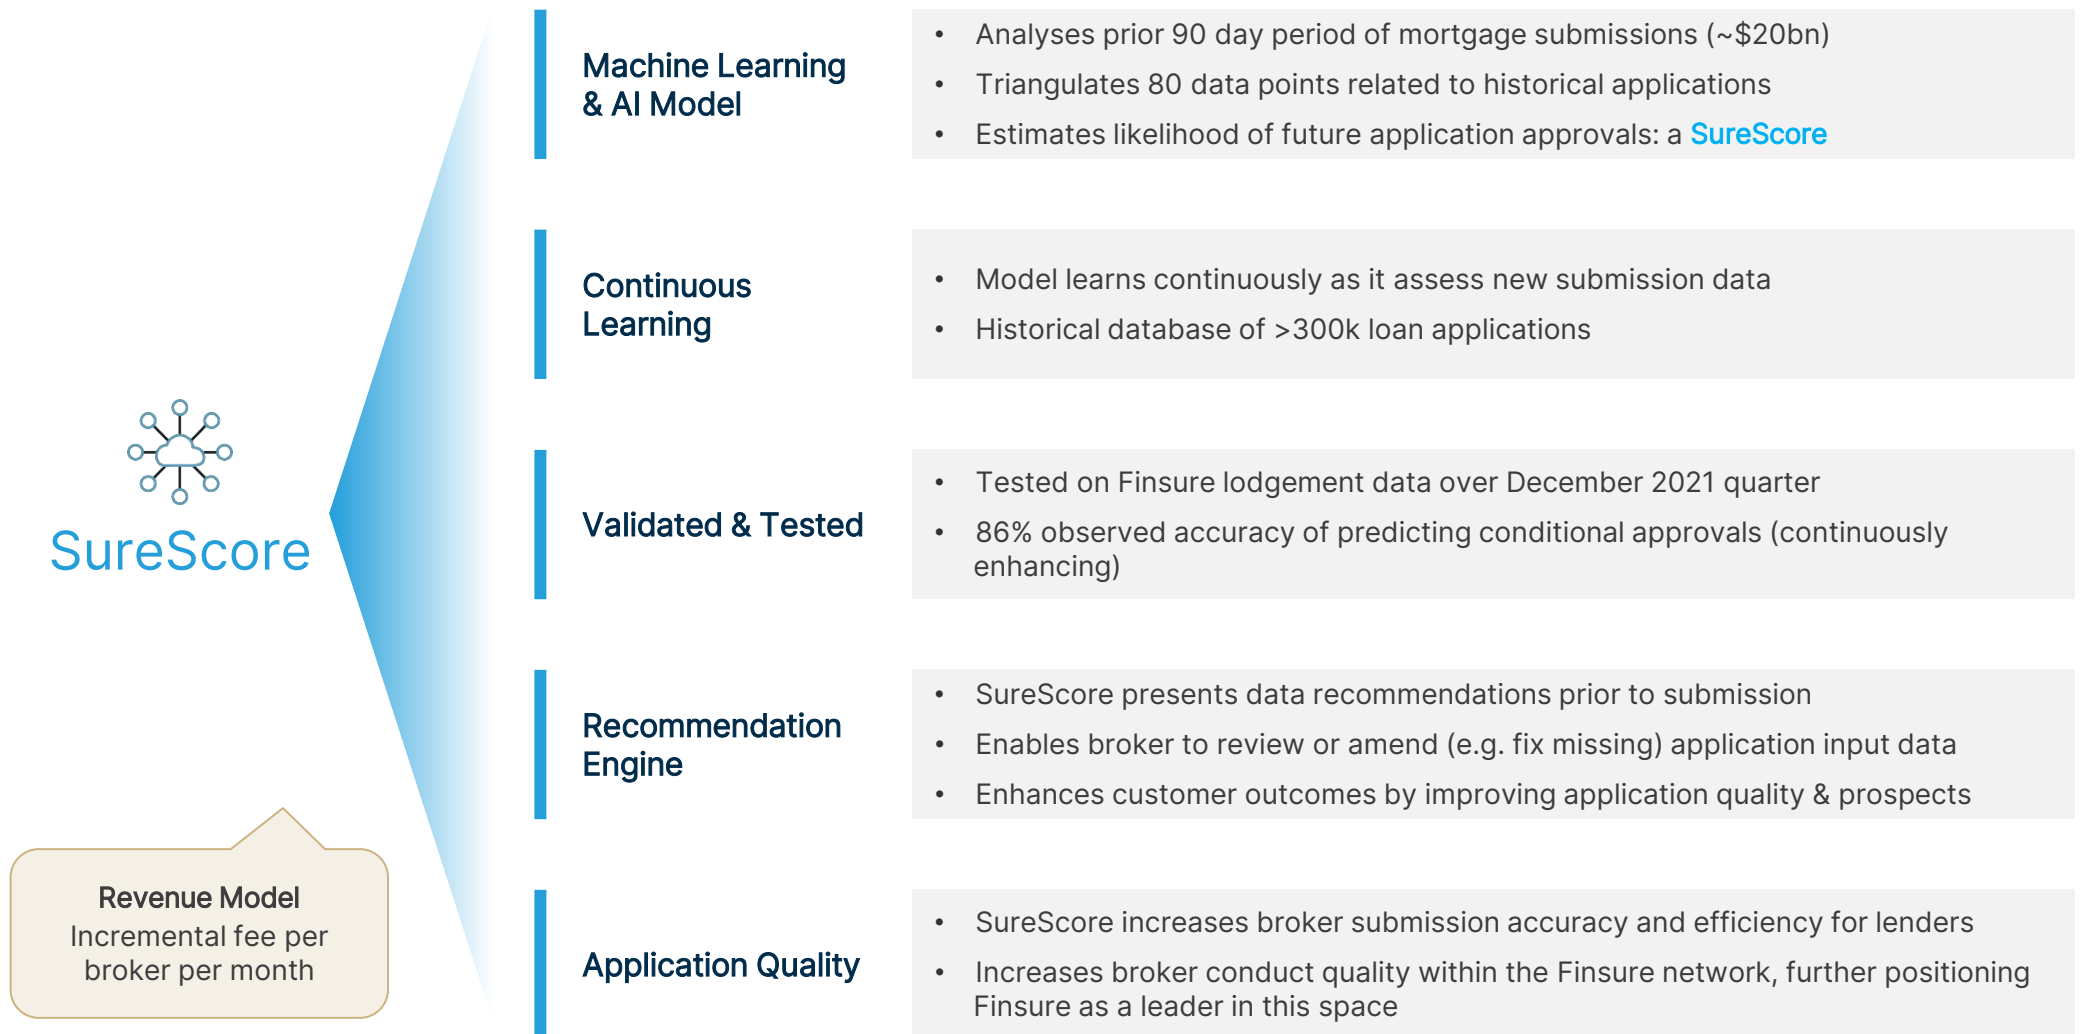 SureScore
Revenue Model
Incremental fee per
broker per month
Machine Learning
& AI Model
• Analyses prior 90 day period of mortgage submissions (~$20bn)
• Triangulates 80 data points related to historical applications
• Estimates likelihood of future application approvals: a SureScore
Continuous
Learning
• Model learns continuously as it assess new submission data
• Historical database of >300k loan applications
Validated & Tested
• Tested on Finsure lodgement data over December 2021 quarter
• 86% observed accuracy of predicting conditional approvals (continuously
enhancing)
Recommendation
Engine
• SureScore presents data recommendations prior to submission
• Enables broker to review or amend (e.g. fix missing) application input data
• Enhances customer outcomes by improving application quality & prospects
Application Quality
• SureScore increases broker submission accuracy and efficiency for lenders
• Increases broker conduct quality within the Finsure network, further positioning
Finsure as a leader in this space